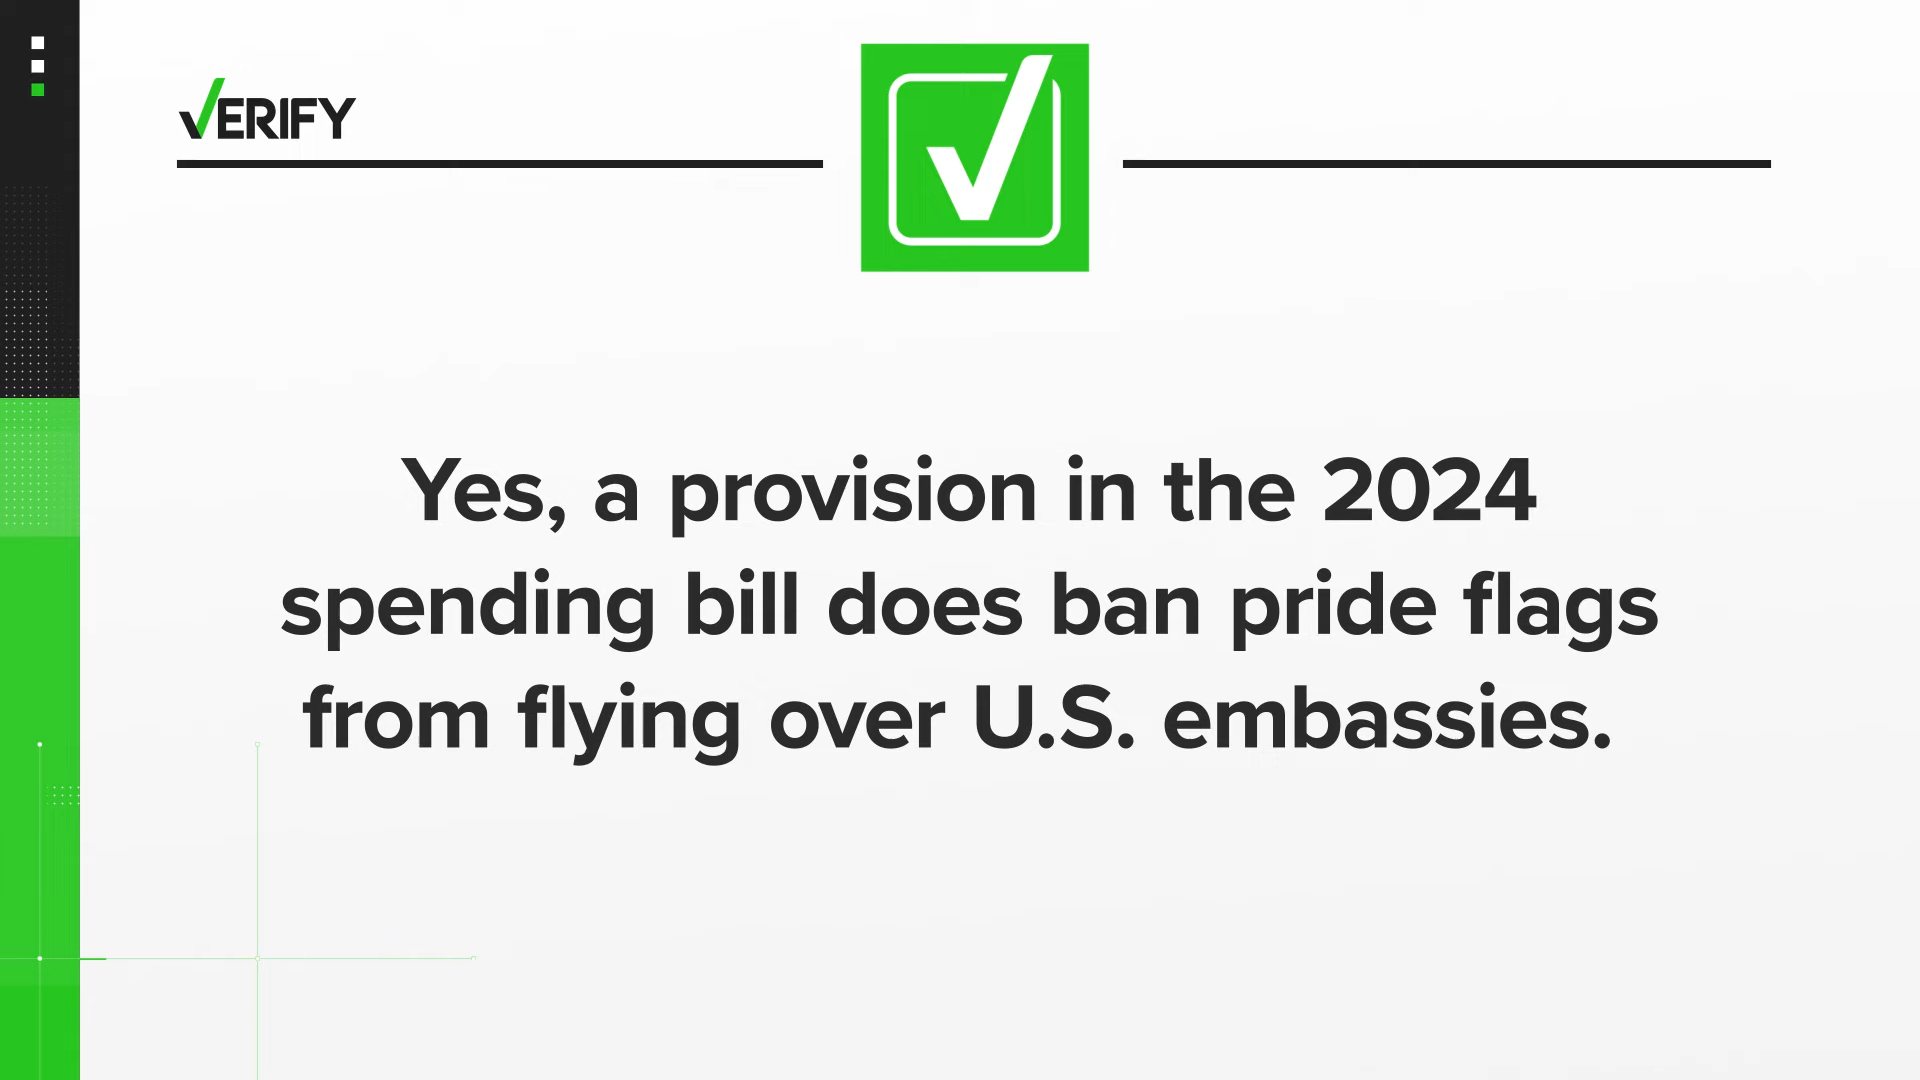 VERIFY
Yes, a provision in the 2024
spending bill does ban pride flags
from flying over U.S. embassies.